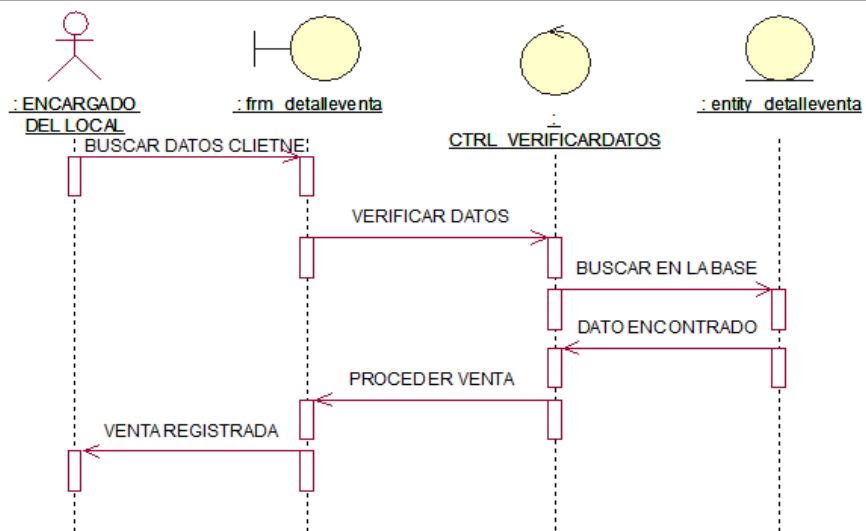 : ENCARGADO
DEL LOCAL
: frm_detalleventa
:
CTRL_VERIFICARDATOS
: entity_detalleventa
BUSCAR DATOS CLIETNE
VERIFICAR DATOS
BUSCAR EN LA BASE
DATO ENCONTRADO
PROCEDER VENTA
VENTA REGISTRADA